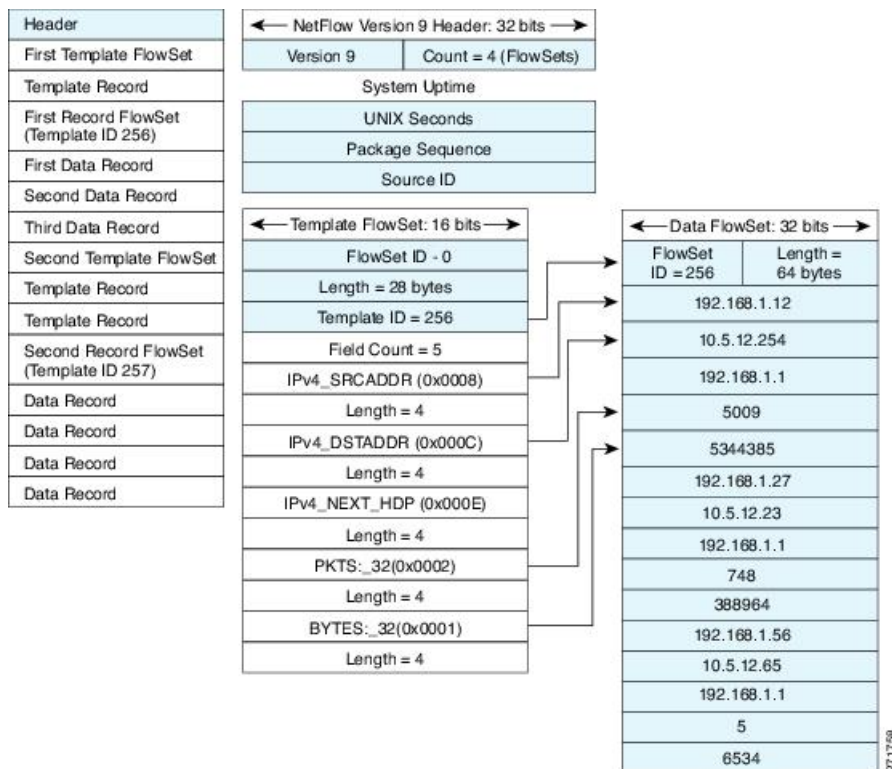 Header
First Template FlowSet
Template Record
First Record FlowSet
(Template ID 256)
First Data Record
Second Data Record
Third Data Record
Second Template FlowSet
Template Record
Template Record
Second Record FlowSet
(Template ID 257)
Data Record
Data Record
Data Record
Data Record
NetFlow Version 9 Header: 32 bits
Version 9
Count = 4 (FlowSets)
System Uptime
UNIX Seconds
Package Sequence
Source ID
Template FlowSet: 16 bits
FlowSet ID - 0
Length = 28 bytes
Template ID = 256
Field Count = 5
IPv4_SRCADDR (0x0008)
Length = 4
IPv4_DSTADDR (0x000C)
Length = 4
IPv4_NEXT_HDP (0x000E)
Length = 4
PKTS:_32(0x0002)
Length = 4
BYTES:_32(0x0001)
Length = 4
Data FlowSet: 32 bits
FlowSet
ID = 256
Length =
64 bytes
192.168.1.12
10.5.12.254
192.168.1.1
5009
5344385
192.168.1.27
10.5.12.23
192.168.1.1
748
388964
192.168.1.56
10.5.12.65
192.168.1.1
5
6534